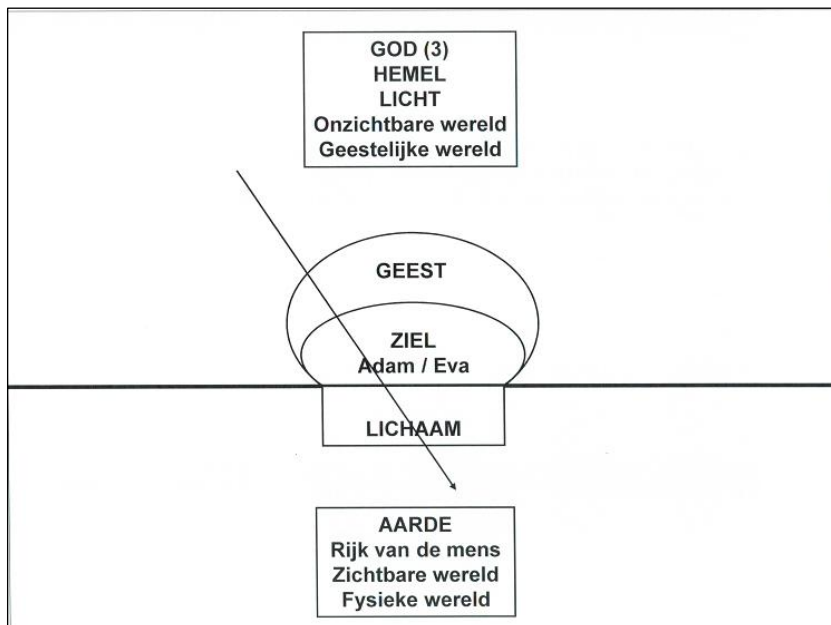 GOD (3)
HEMEL
LICHT
Onzichtbare wereld
Geestelijke wereld
GEEST
ZIEL
Adam / Eva
LICHAAM
AARDE
Rijk van de mens
Zichtbare wereld
Fysieke wereld